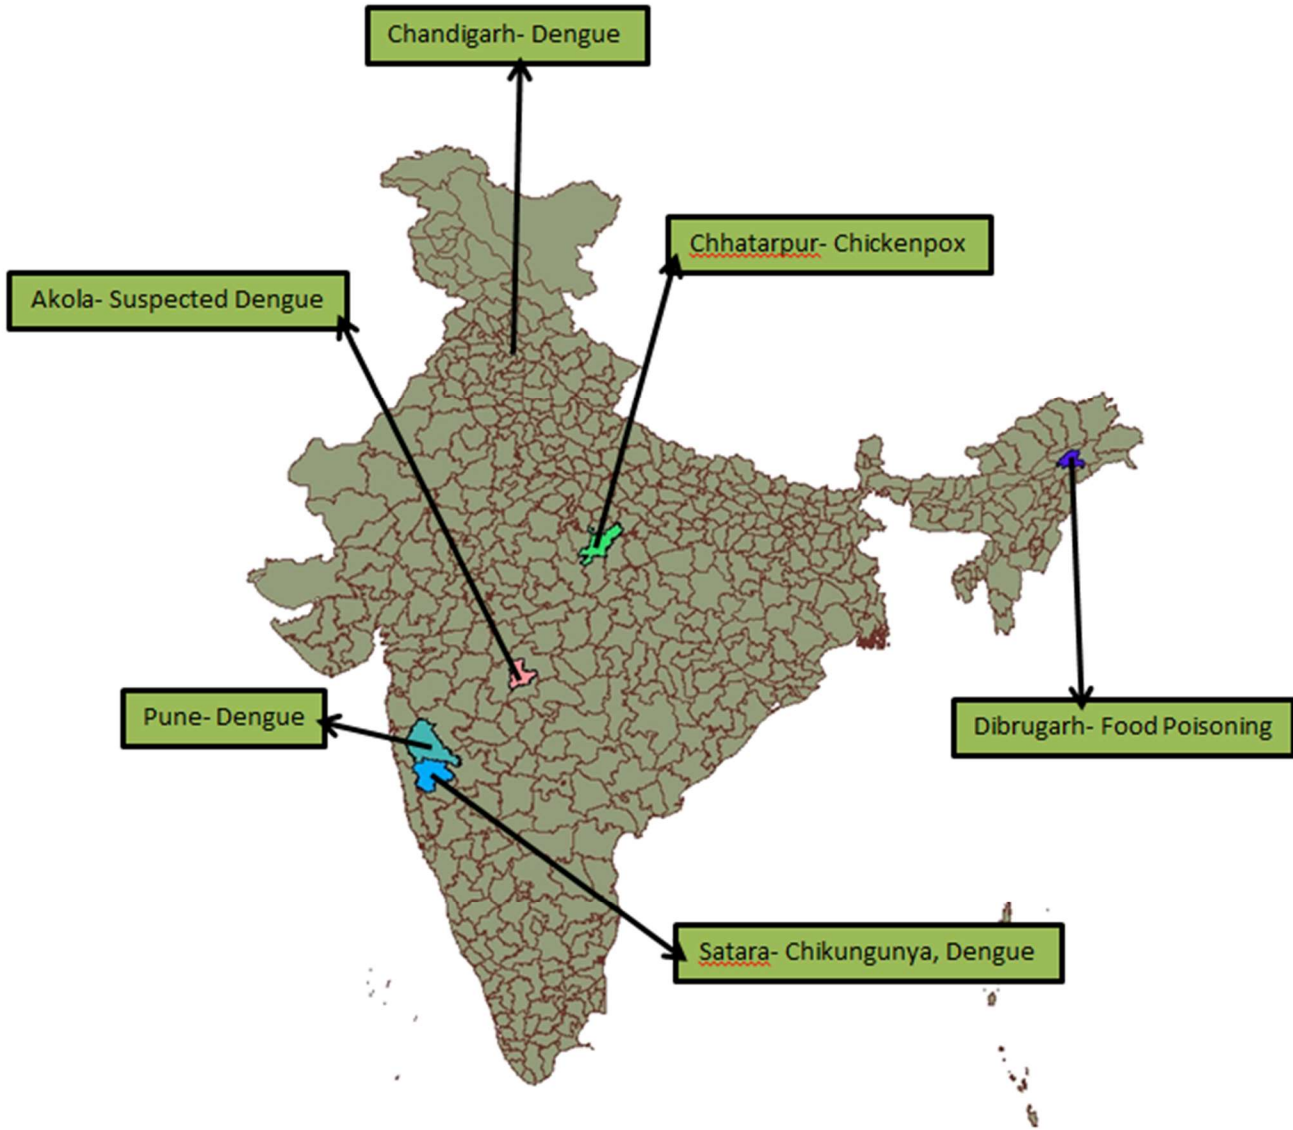 Chandigarh- Dengue
Chhatarpur- Chickenpox
Akola- Suspected Dengue
Pune- Dengue
Dibrugarh- Food Poisoning
Satara- Chikungunya, Dengue